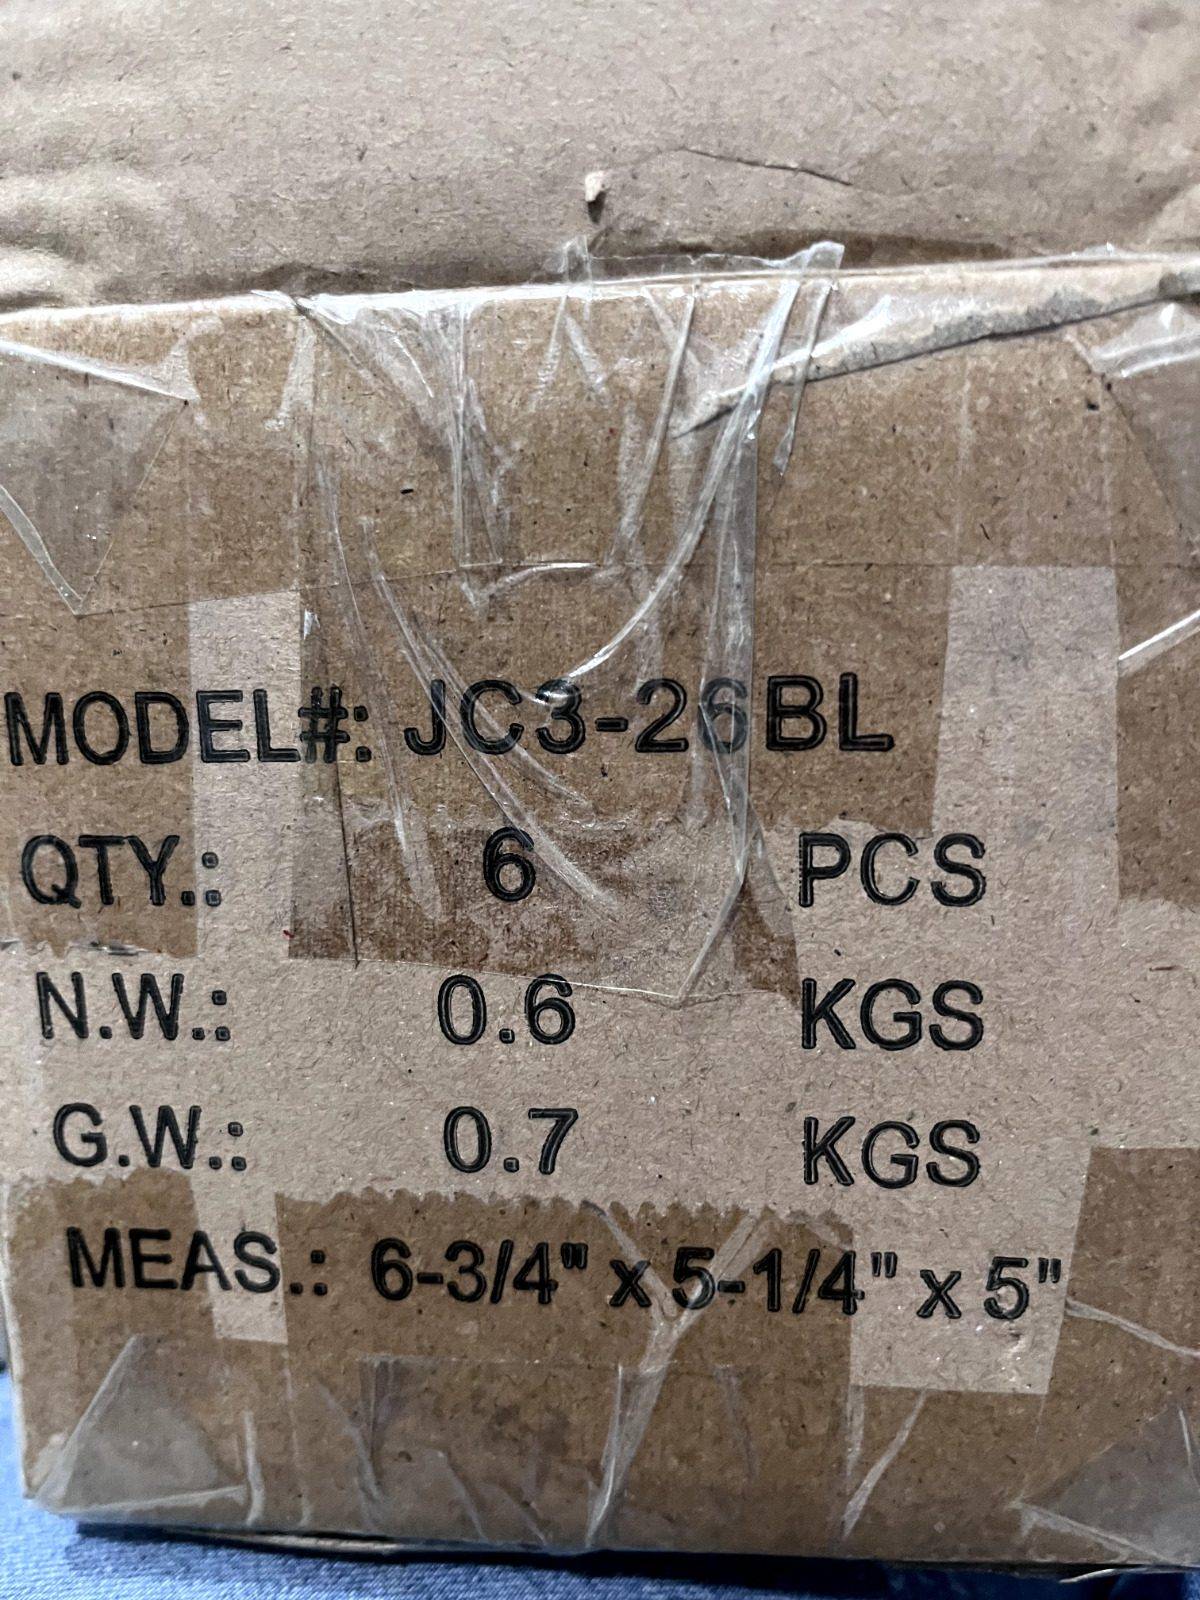 MODEL#: JC3-26BL
QTY.: 6 PCS
N.W.: 0.6 KGS
G.W.: 0.7 KGS
MEAS.: 6-3/4" x 5-1/4" x 5"